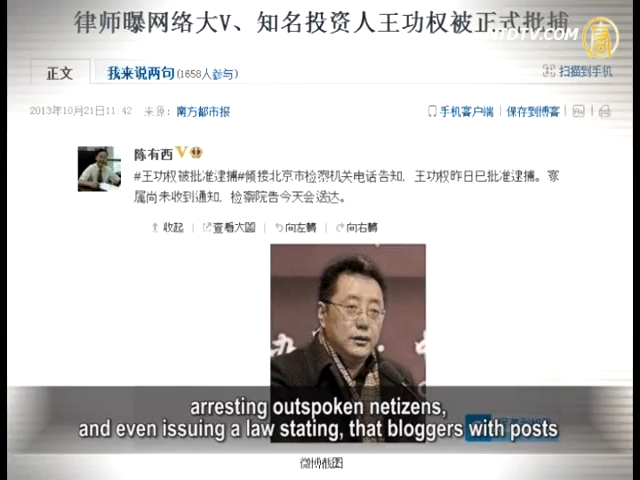 律师曝网络大V、知名投资人王功权被正式批捕
NTDTV.COM
正文
我来说两句(1658人参与)
扫描到手机
2013年10月21日11:42 来源：南方都市报
手机客户端 保存到博客
陈有西
#王功权被批准逮捕#倾接北京市检察机关电话告知，王功权昨日已批准逮捕。家
属尚未收到通知，检察院告今天会送达。
收起 查看大图 向左转 向右转
arresting outspoken netizens,
and even issuing a law stating, that bloggers with posts
微博截图